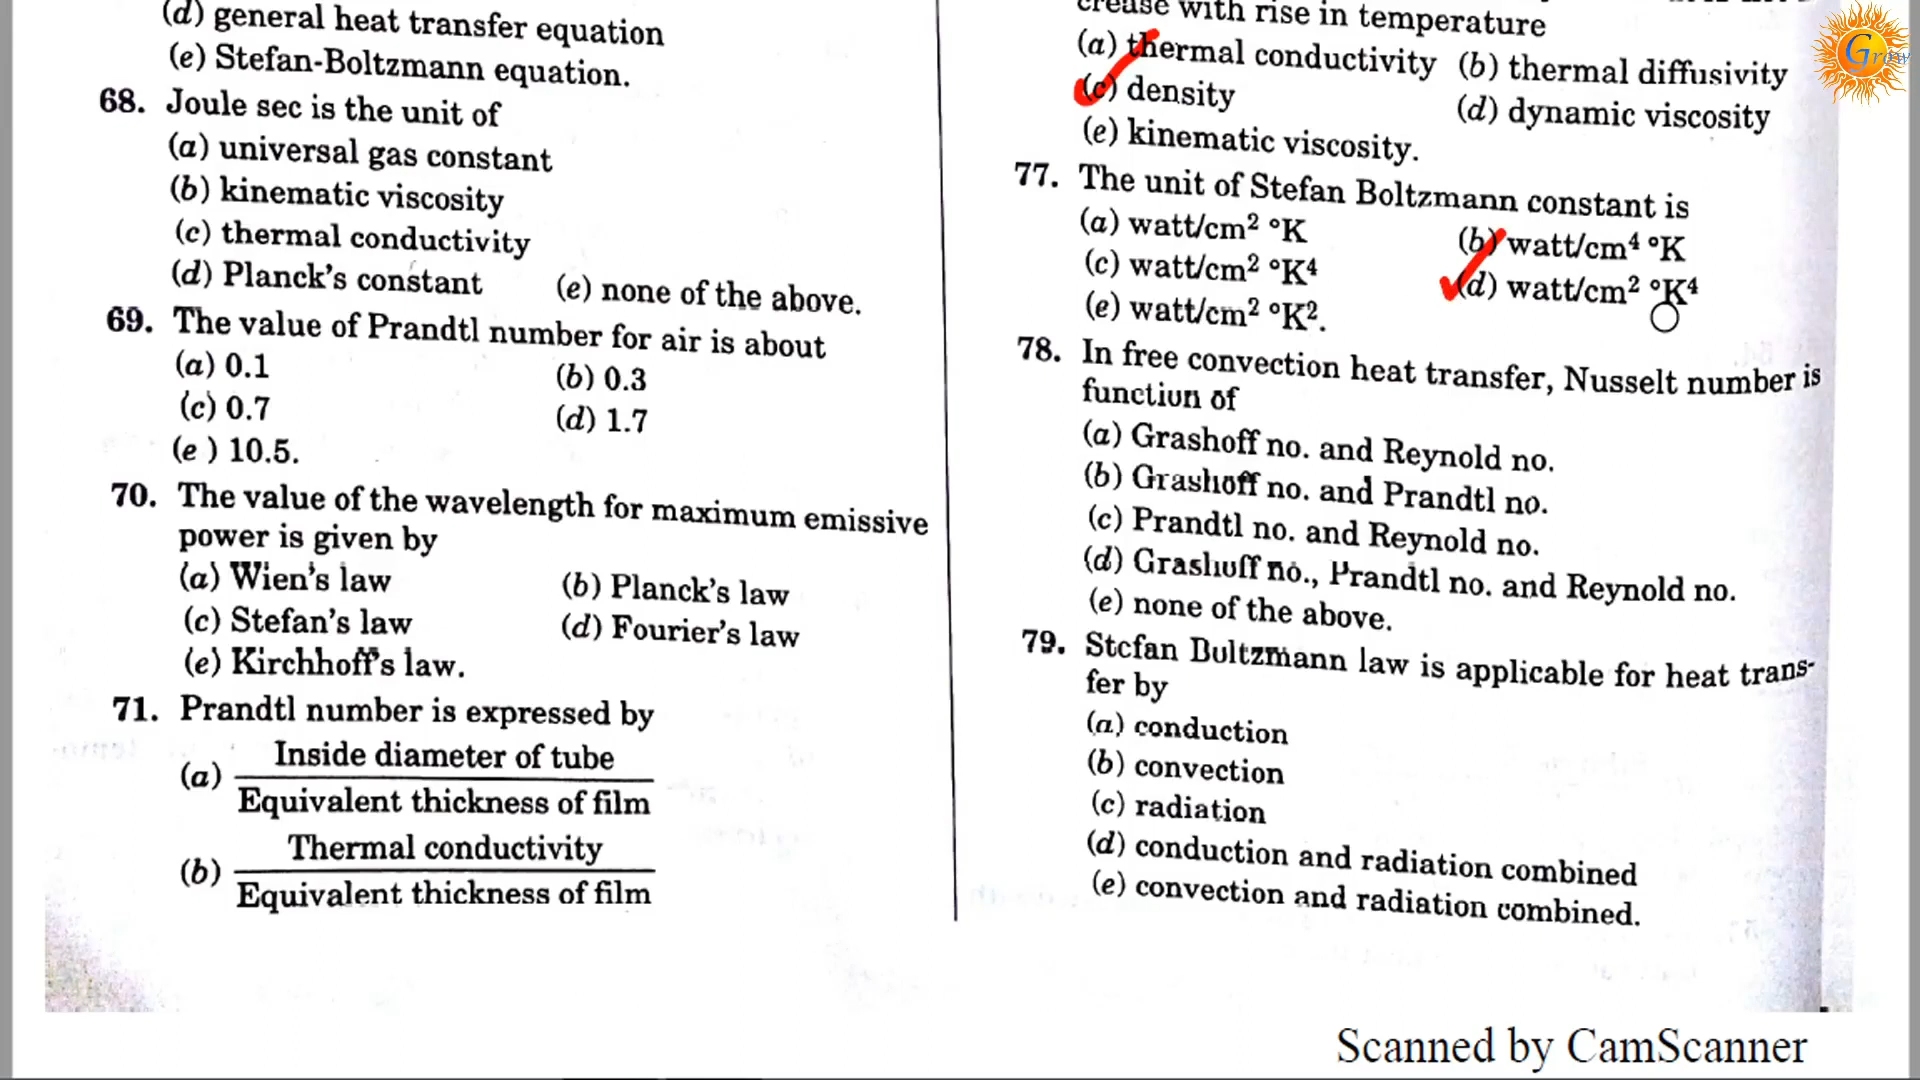 (d) general heat transfer equation
(e) Stefan-Boltzmann equation.
68. Joule sec is the unit of
(a) universal gas constant
(b) kinematic viscosity
(c) thermal conductivity
(d) Planck's constant (e) none of the above.
69. The value of Prandtl number for air is about
(a) 0.1 (b) 0.3
(c) 0.7 (d) 1.7
(e ) 10.5.
70. The value of the wavelength for maximum emissive
power is given by
(a) Wien's law (b) Planck's law
(c) Stefan's law (d) Fourier's law
(e) Kirchhoff's law.
71. Prandtl number is expressed by
(a) Inside diameter of tube
Equivalent thickness of film
(b) Thermal conductivity
Equivalent thickness of film
crease with rise in temperature
(a) thermal conductivity (b) thermal diffusivity
(c) density (d) dynamic viscosity
(e) kinematic viscosity.
77. The unit of Stefan Boltzmann constant is
(a) watt/cm² °K (b) watt/cm⁴ °K
(c) watt/cm² °K⁴ (d) watt/cm² °K⁴
(e) watt/cm² °K².
78. In free convection heat transfer, Nusselt number is
function of
(a) Grashoff no. and Reynold no.
(b) Grashoff no. and Prandtl no.
(c) Prandtl no. and Reynold no.
(d) Grashoff no., Prandtl no. and Reynold no.
(e) none of the above.
79. Stefan Bultzmann law is applicable for heat trans-
fer by
(a) conduction
(b) convection
(c) radiation
(d) conduction and radiation combined
(e) convection and radiation combined.
Scanned by CamScanner
Grow